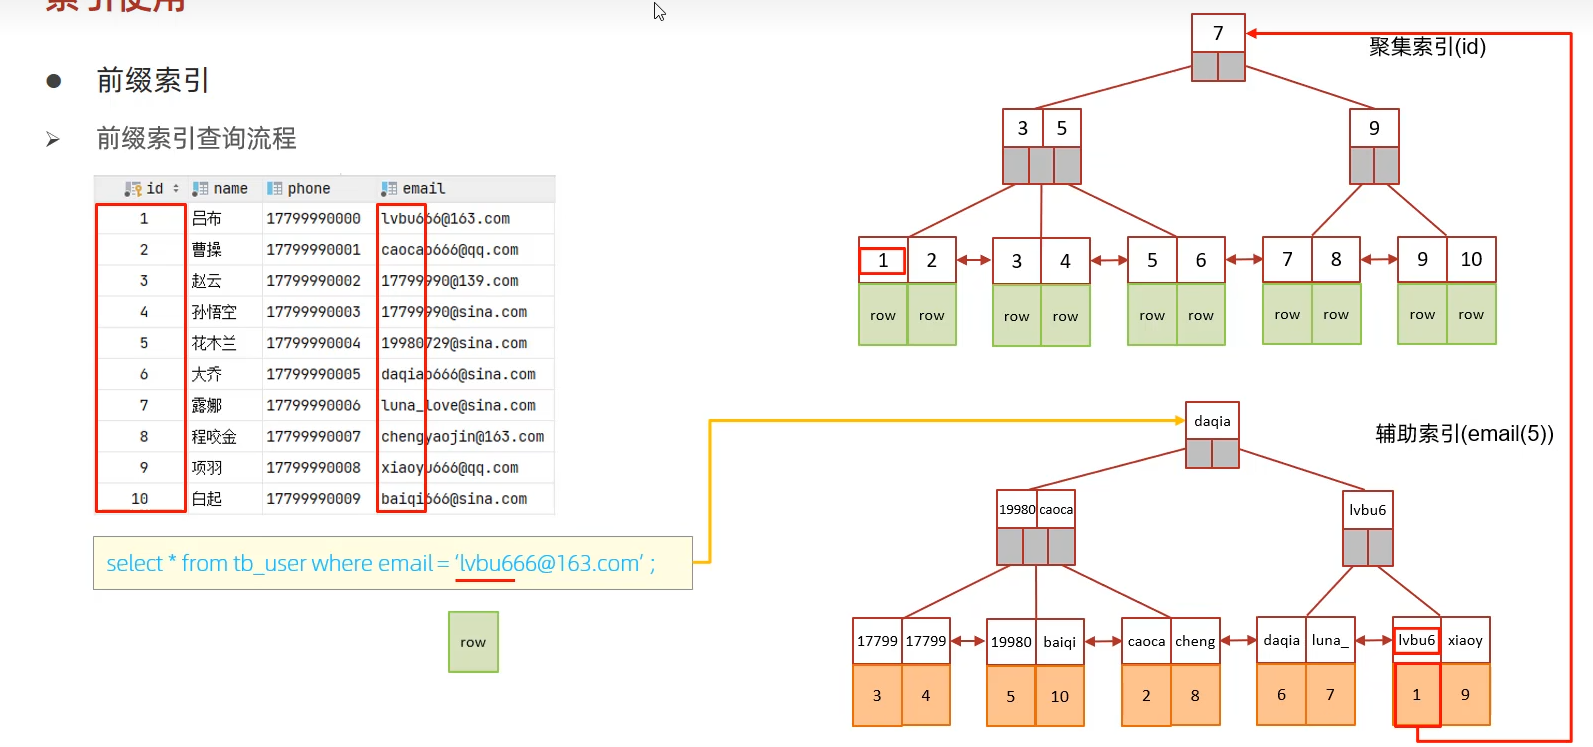 索引使用
前缀索引
前缀索引查询流程
id name phone email
1 吕布 17799990000 lvbu666@163.com
2 曹操 17799990001 caocao666@qq.com
3 赵云 17799990002 17799990@139.com
4 孙悟空 17799990003 17799990@sina.com
5 花木兰 17799990004 19980729@sina.com
6 大乔 17799990005 daqiao666@sina.com
7 露娜 17799990006 luna_love@sina.com
8 程咬金 17799990007 chengyaojin@163.com
9 项羽 17799990008 xiaoyu666@qq.com
10 白起 17799990009 baiqi666@sina.com
select * from tb_user where email = ‘lvbu666@163.com’ ;
row
聚集索引(id)
7
3 5 9
1 2 3 4 5 6 7 8 9 10
row row row row row row row row row row
辅助索引(email(5))
daqia
19980 caoca lvbu6
17799 17799 19980 baiqi caoca cheng daqia luna_ lvbu6 xiaoy
3 4 5 10 2 8 6 7 1 9